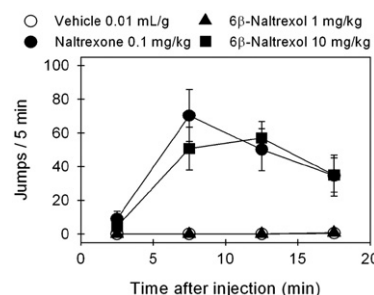 Vehicle 0.01 mL/g 6β-Naltrexol 1 mg/kg
Naltrexone 0.1 mg/kg 6β-Naltrexol 10 mg/kg
100
80
60
40
20
0
Jumps / 5 min
0 5 10 15 20
Time after injection (min)